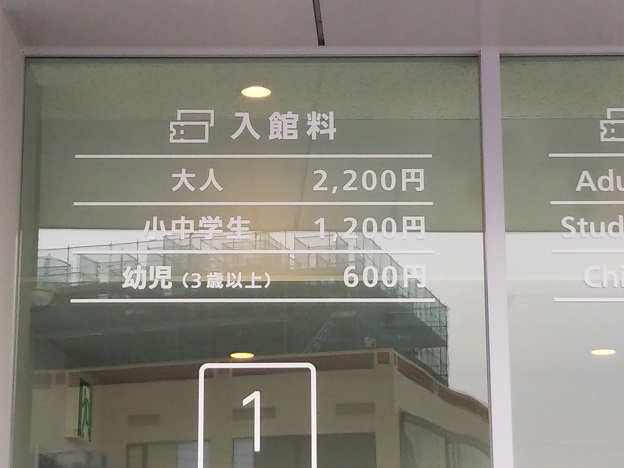 入館料
大人 2,200円
小中学生 1,200円
幼児（3歳以上） 600円
1
Adu
Stud
Chi